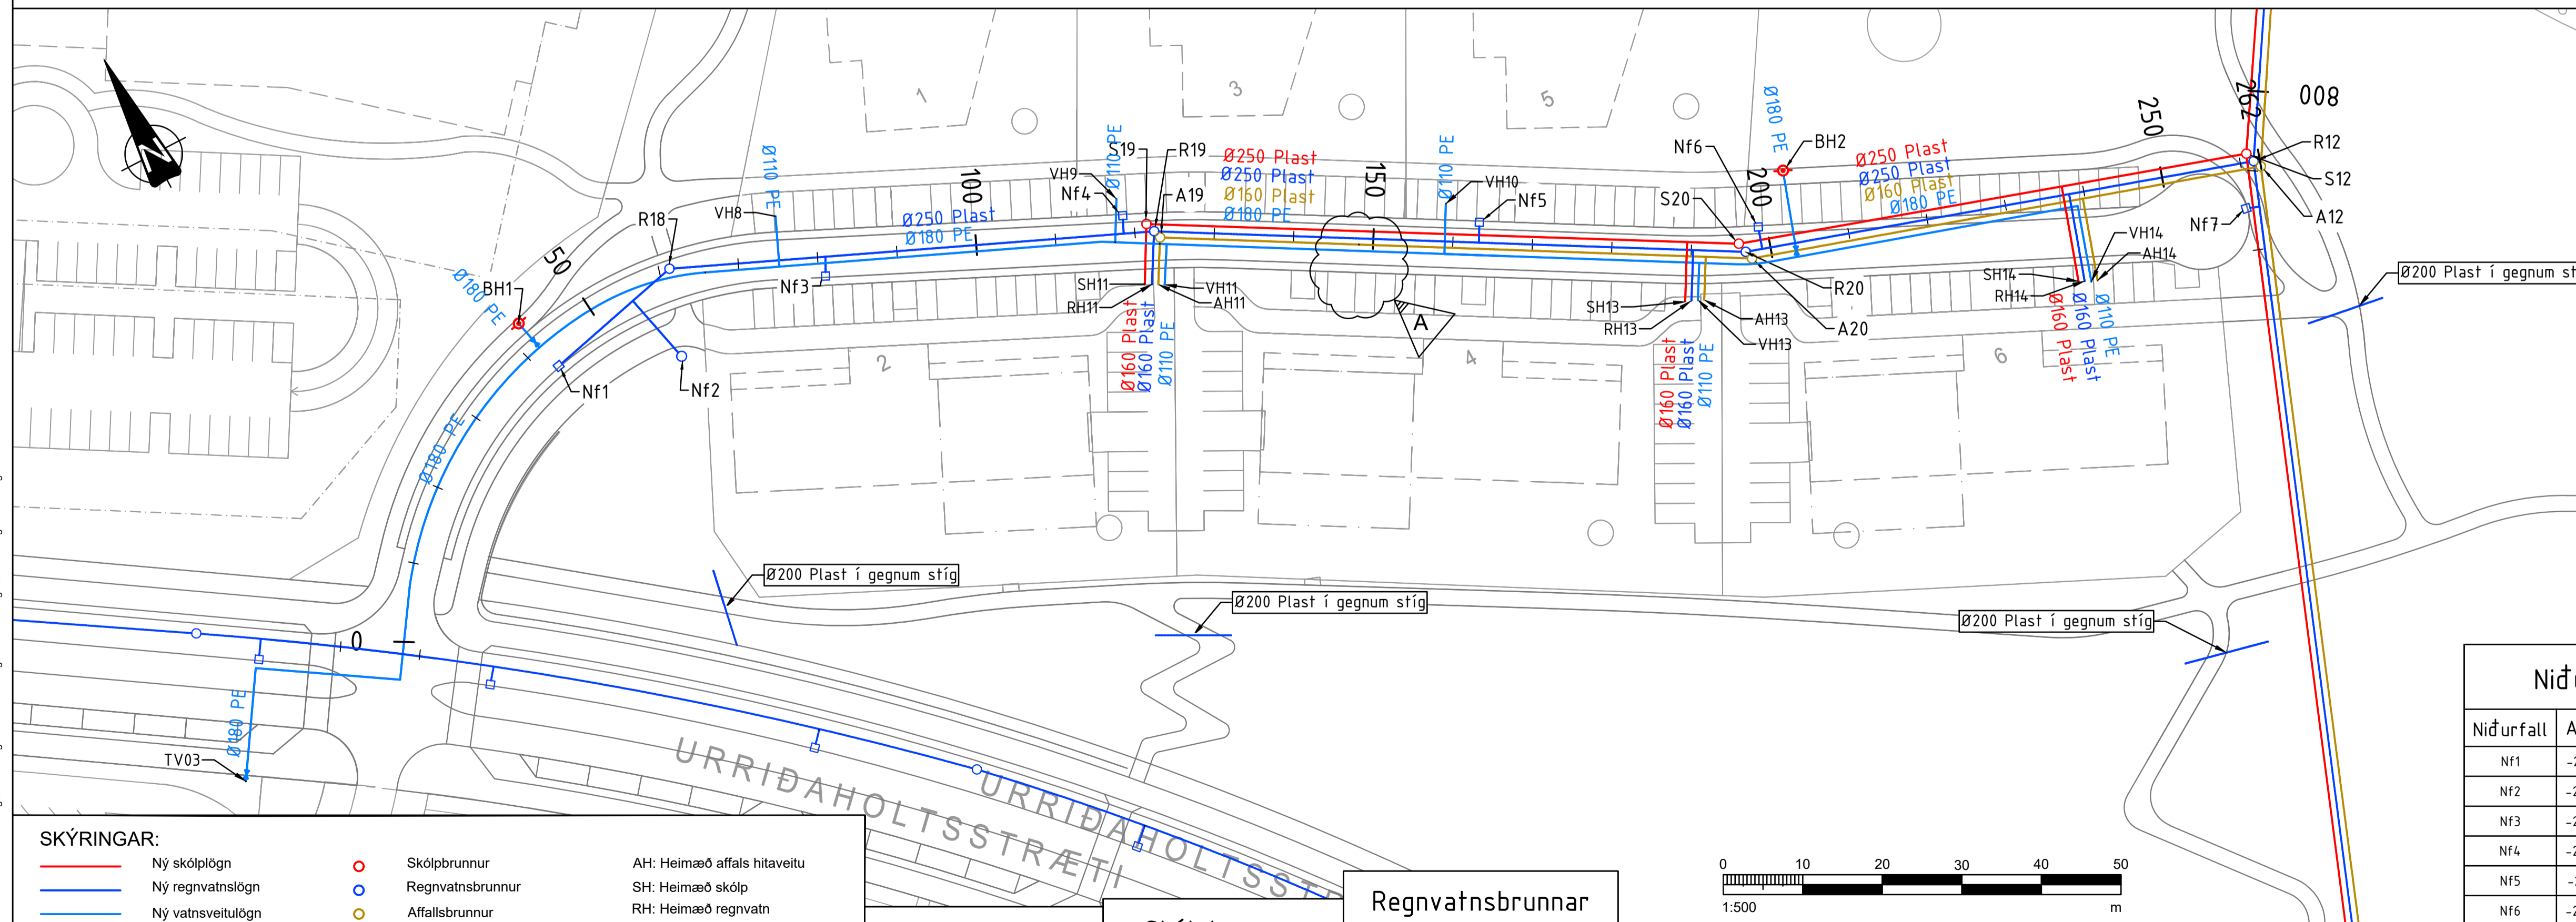 1
3
5
2
4
6
N
0
50
100
150
200
250
262
008
Ø180 PE
BH1
R18
Nf1
Nf2
Ø180 PE
Ø110 PE
VH8
Nf3
Ø250 Plast
Ø180 PE
VH9
Nf4
S19
Ø110 PE
R19
A19
Ø250 Plast
Ø250 Plast
Ø160 Plast
Ø180 PE
SH11
RH11
VH11
AH11
Ø160 Plast
Ø160 Plast
Ø110 PE
A
Ø110 PE
VH10
Nf5
Nf6
S20
Ø180 PE
BH2
R20
A20
SH13
RH13
AH13
VH13
Ø160 Plast
Ø160 Plast
Ø110 PE
Ø250 Plast
Ø250 Plast
Ø160 Plast
Ø180 PE
SH14
RH14
VH14
AH14
Ø160 Plast
Ø160 Plast
Ø110 PE
R12
S12
A12
Nf7
Ø200 Plast í gegnum st
Ø200 Plast í gegnum stíg
Ø200 Plast í gegnum stíg
Ø200 Plast í gegnum stíg
Ø180 PE
TV03
URRIÐAHOLTSSTRÆTI
URRIÐAHOLTSSTR
SKÝRINGAR:
Ný skólplögn
Skólpbrunnur
AH: Heimæð affals hitaveitu
Ný regnvatnslögn
Regnvatnsbrunnur
SH: Heimæð skólp
Ný vatnsveitulögn
Affallsbrunnur
RH: Heimæð regnvatn
Regnvatnsbrunnar
0 10 20 30 40 50
1:500 m
Nið
Niðurfall A
Nf1 -2
Nf2 -2
Nf3 -2
Nf4 -2
Nf5 -
Nf6 -